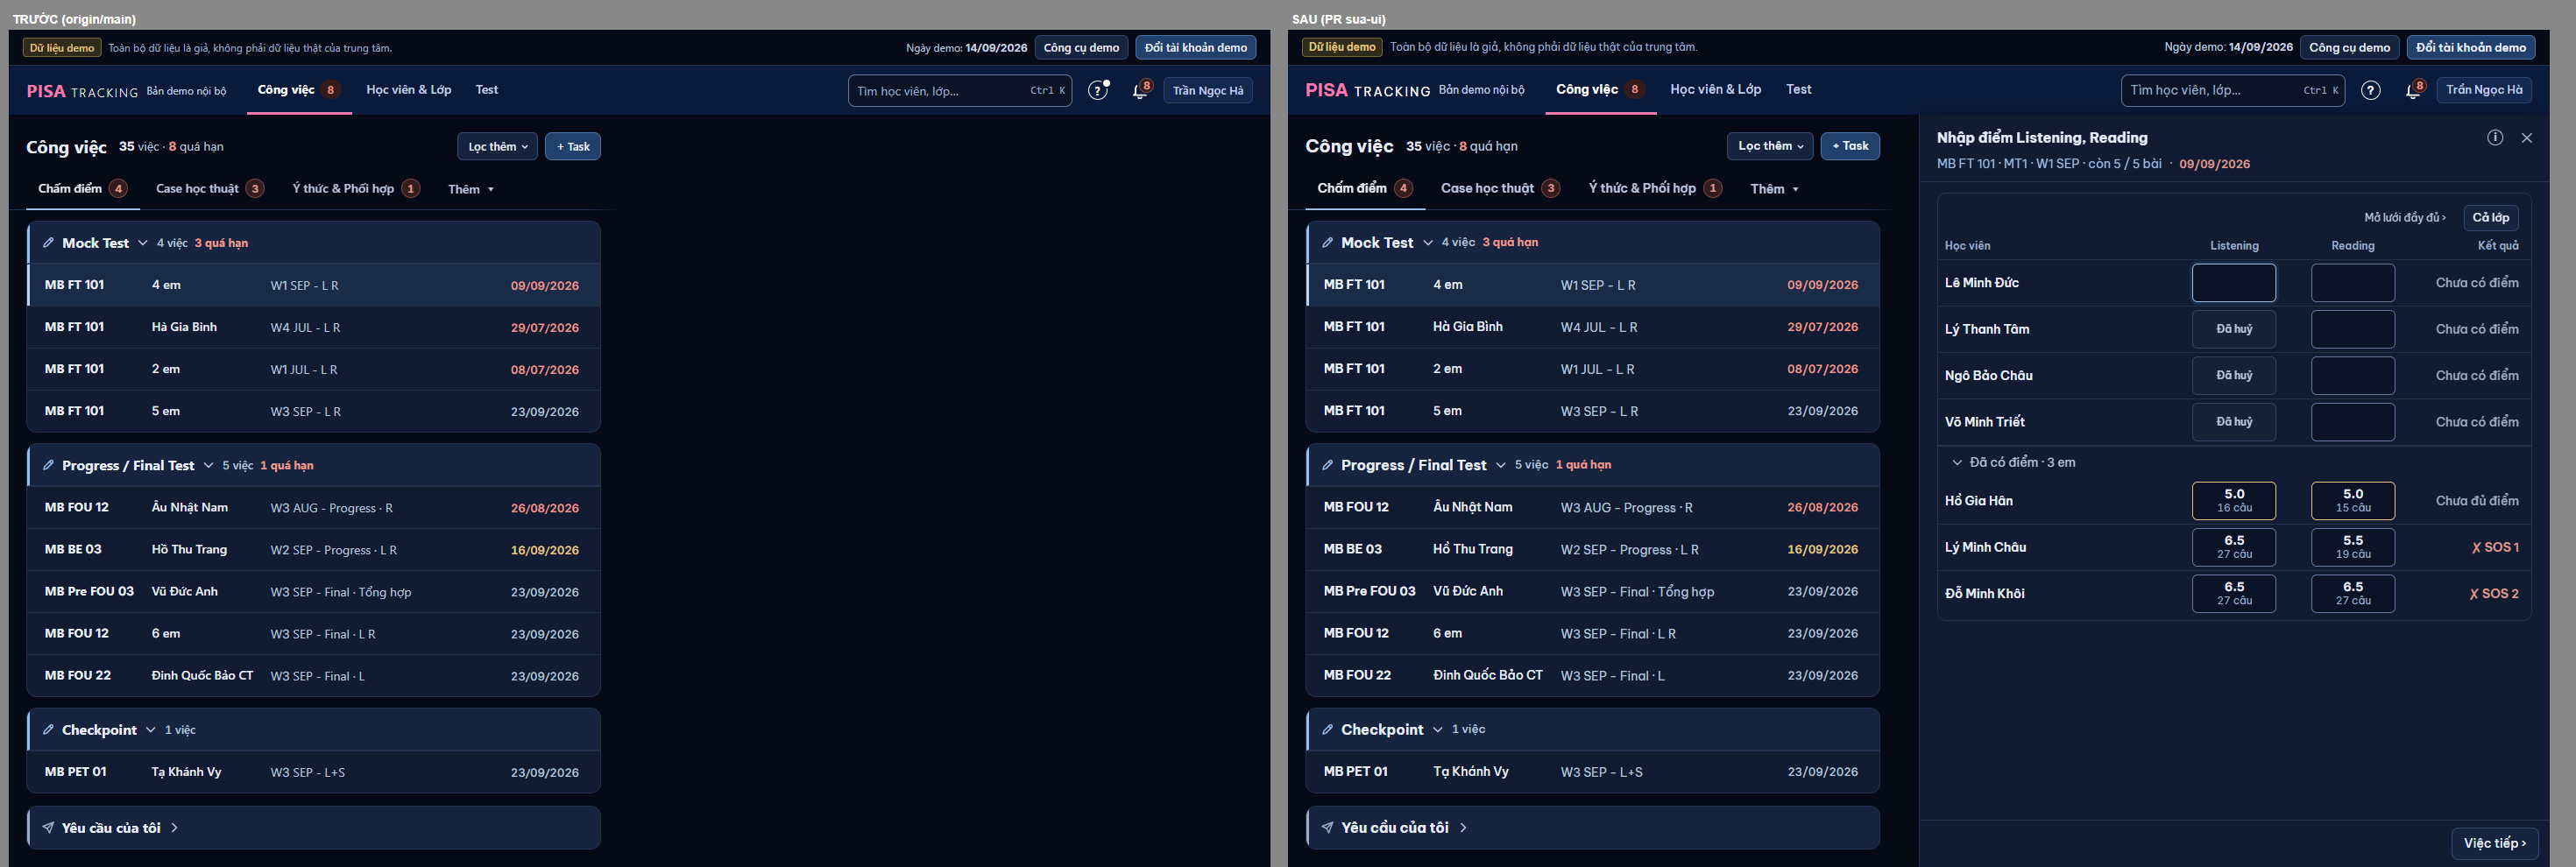 TRƯỚC (origin/main)
Dữ liệu demo Toàn bộ dữ liệu là giả, không phải dữ liệu thật của trung tâm. Ngày demo: 14/09/2026 Công cụ demo Đổi tài khoản demo
PISA TRACKING Bản demo nội bộ Công việc 8 Học viên & Lớp Test Tìm học viên, lớp... Ctrl K ? 8 Trần Ngọc Hà
Công việc 35 việc · 8 quá hạn Lọc thêm + Task
Chấm điểm 4 Case học thuật 3 Ý thức & Phối hợp 1 Thêm
Mock Test 4 việc 3 quá hạn
MB FT 101 4 em W1 SEP - L R 09/09/2026
MB FT 101 Hà Gia Bình W4 JUL - L R 29/07/2026
MB FT 101 2 em W1 JUL - L R 08/07/2026
MB FT 101 5 em W3 SEP - L R 23/09/2026
Progress / Final Test 5 việc 1 quá hạn
MB FOU 12 Âu Nhật Nam W3 AUG - Progress · R 26/08/2026
MB BE 03 Hồ Thu Trang W2 SEP - Progress · L R 16/09/2026
MB Pre FOU 03 Vũ Đức Anh W3 SEP - Final · Tổng hợp 23/09/2026
MB FOU 12 6 em W3 SEP - Final · L R 23/09/2026
MB FOU 22 Đinh Quốc Bảo CT W3 SEP - Final · L 23/09/2026
Checkpoint 1 việc
MB PET 01 Tạ Khánh Vy W3 SEP - L+S 23/09/2026
Yêu cầu của tôi
SAU (PR sua-ui)
Dữ liệu demo Toàn bộ dữ liệu là giả, không phải dữ liệu thật của trung tâm. Ngày demo: 14/09/2026 Công cụ demo Đổi tài khoản demo
PISA TRACKING Bản demo nội bộ Công việc 8 Học viên & Lớp Test Tìm học viên, lớp... Ctrl K ? 8 Trần Ngọc Hà
Công việc 35 việc · 8 quá hạn Lọc thêm + Task
Chấm điểm 4 Case học thuật 3 Ý thức & Phối hợp 1 Thêm
Mock Test 4 việc 3 quá hạn
MB FT 101 4 em W1 SEP - L R 09/09/2026
MB FT 101 Hà Gia Bình W4 JUL - L R 29/07/2026
MB FT 101 2 em W1 JUL - L R 08/07/2026
MB FT 101 5 em W3 SEP - L R 23/09/2026
Progress / Final Test 5 việc 1 quá hạn
MB FOU 12 Âu Nhật Nam W3 AUG - Progress · R 26/08/2026
MB BE 03 Hồ Thu Trang W2 SEP - Progress · L R 16/09/2026
MB Pre FOU 03 Vũ Đức Anh W3 SEP - Final · Tổng hợp 23/09/2026
MB FOU 12 6 em W3 SEP - Final · L R 23/09/2026
MB FOU 22 Đinh Quốc Bảo CT W3 SEP - Final · L 23/09/2026
Checkpoint 1 việc
MB PET 01 Tạ Khánh Vy W3 SEP - L+S 23/09/2026
Yêu cầu của tôi
Nhập điểm Listening, Reading
MB FT 101 · MT1 · W1 SEP · còn 5 / 5 bài · 09/09/2026
Mở lưới đầy đủ › Cả lớp
Học viên Listening Reading Kết quả
Lê Minh Đức Chưa có điểm
Lý Thanh Tâm Đã huỷ Chưa có điểm
Ngô Bảo Châu Đã huỷ Chưa có điểm
Võ Minh Triết Đã huỷ Chưa có điểm
Đã có điểm · 3 em
Hồ Gia Hân 5.0 5.0 Chưa đủ điểm
16 câu 15 câu
Lý Minh Châu 6.5 5.5 ✗ SOS 1
27 câu 19 câu
Đỗ Minh Khôi 6.5 6.5 ✗ SOS 2
27 câu 27 câu
Việc tiếp ›